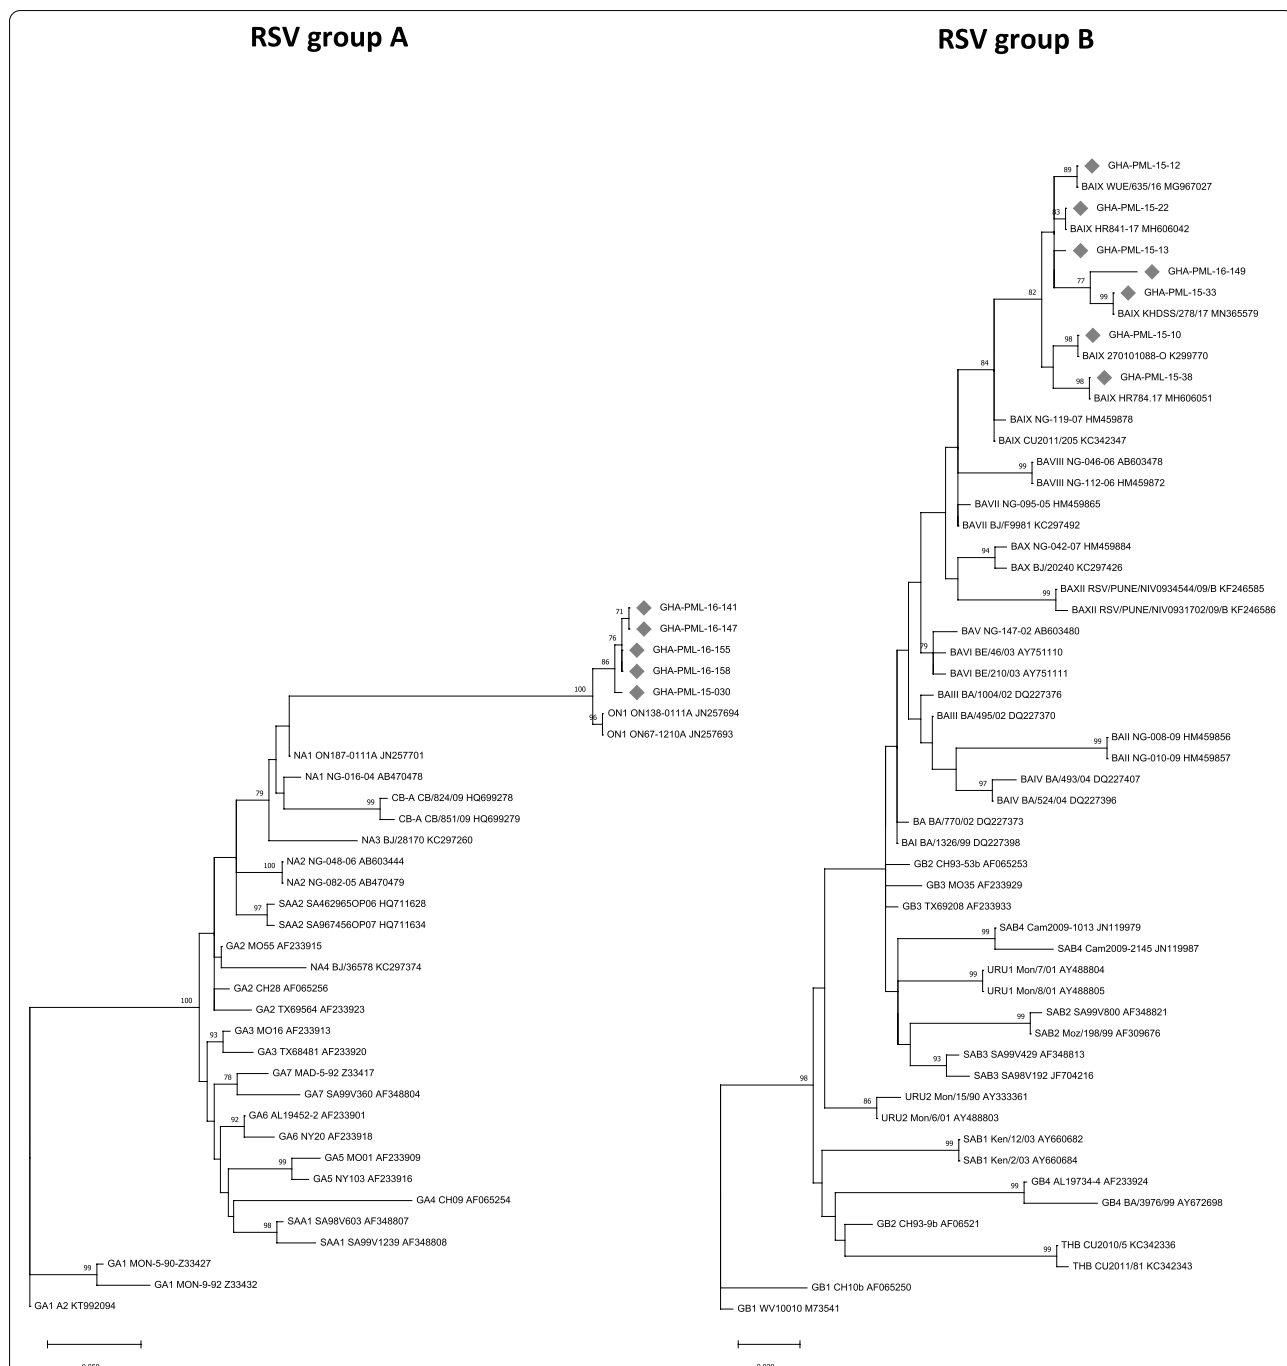 RSV group A
71
GHA-PML-16-141
GHA-PML-16-147
76
GHA-PML-16-155
GHA-PML-16-158
86
GHA-PML-15-030
100
ON1 ON138-0111A JN257694
96
ON1 ON67-1210A JN257693
NA1 ON187-0111A JN257701
NA1 NG-016-04 AB470478
79
99
CB-A CB/824/09 HQ699278
CB-A CB/851/09 HQ699279
NA3 BJ/28170 KC297260
100
NA2 NG-048-06 AB603444
NA2 NG-082-05 AB470479
97
SAA2 SA462965OP06 HQ711628
SAA2 SA967456OP07 HQ711634
GA2 MO55 AF233915
NA4 BJ/36578 KC297374
GA2 CH28 AF065256
100
GA2 TX69564 AF233923
93
GA3 MO16 AF233913
GA3 TX68481 AF233920
78
GA7 MAD-5-92 Z33417
GA7 SA99V360 AF348804
92
GA6 AL19452-2 AF233901
GA6 NY20 AF233918
99
GA5 MO01 AF233909
GA5 NY103 AF233916
GA4 CH09 AF065254
98
SAA1 SA98V603 AF348807
SAA1 SA99V1239 AF348808
99
GA1 MON-5-90-Z33427
GA1 MON-9-92 Z33432
GA1 A2 KT992094
RSV group B
89
GHA-PML-15-12
BAIX WUE/635/16 MG967027
83
GHA-PML-15-22
BAIX HR841-17 MH606042
GHA-PML-15-13
77
GHA-PML-16-149
82
99
GHA-PML-15-33
BAIX KHDSS/278/17 MN365579
98
GHA-PML-15-10
BAIX 270101088-O K299770
84
98
GHA-PML-15-38
BAIX HR784.17 MH606051
BAIX NG-119-07 HM459878
BAIX CU2011/205 KC342347
99
BAVIII NG-046-06 AB603478
BAVIII NG-112-06 HM459872
BAVII NG-095-05 HM459865
BAVII BJ/F9981 KC297492
94
BAX NG-042-07 HM459884
BAX BJ/20240 KC297426
99
BAXII RSV/PUNE/NIV0934544/09/B KF246585
BAXII RSV/PUNE/NIV0931702/09/B KF246586
BAV NG-147-02 AB603480
79
BAVI BE/46/03 AY751110
BAVI BE/210/03 AY751111
BAIII BA/1004/02 DQ227376
BAIII BA/495/02 DQ227370
99
BAII NG-008-09 HM459856
BAII NG-010-09 HM459857
97
BAIV BA/493/04 DQ227407
BAIV BA/524/04 DQ227396
BA BA/770/02 DQ227373
BAI BA/1326/99 DQ227398
GB2 CH93-53b AF065253
GB3 MO35 AF233929
GB3 TX69208 AF233933
99
SAB4 Cam2009-1013 JN119979
SAB4 Cam2009-2145 JN119987
99
URU1 Mon/7/01 AY488804
URU1 Mon/8/01 AY488805
99
SAB2 SA99V800 AF348821
SAB2 Moz/198/99 AF309676
93
SAB3 SA99V429 AF348813
SAB3 SA98V192 JF704216
98
86
URU2 Mon/15/90 AY333361
URU2 Mon/6/01 AY488803
99
SAB1 Ken/12/03 AY660682
SAB1 Ken/2/03 AY660684
99
GB4 AL19734-4 AF233924
GB4 BA/3976/99 AY672698
GB2 CH93-9b AF06521
99
THB CU2010/5 KC342336
THB CU2011/81 KC342343
GB1 CH10b AF065250
GB1 WV10010 M73541